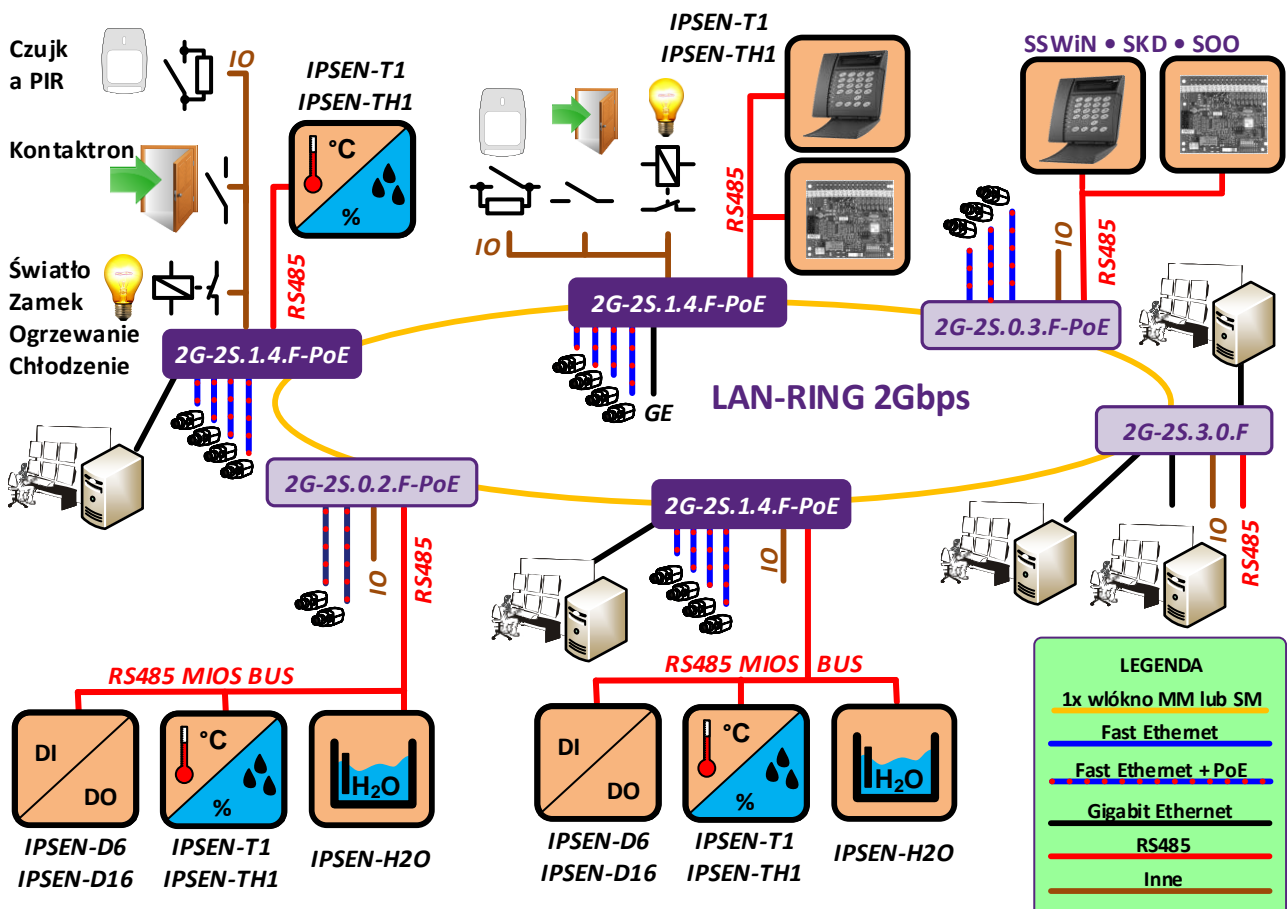 Czujk
a PIR
IO
IPSEN-T1
IPSEN-TH1
°C
%
Kontaktron
RS485
Światło
Zamek
Ogrzewanie
Chłodzenie
2G-2S.1.4.F-PoE
IPSEN-T1
IPSEN-TH1
IO
RS485
2G-2S.1.4.F-PoE
GE
SSWiN • SKD • SOO
IO
RS485
2G-2S.0.3.F-PoE
LAN-RING 2Gbps
2G-2S.3.0.F
IO
RS485
2G-2S.0.2.F-PoE
IO
RS485
2G-2S.1.4.F-PoE
IO
RS485 MIOS BUS
DI
DO
°C
%
H2O
IPSEN-D6
IPSEN-D16
IPSEN-T1
IPSEN-TH1
IPSEN-H2O
RS485 MIOS BUS
DI
DO
°C
%
H2O
IPSEN-D6
IPSEN-D16
IPSEN-T1
IPSEN-TH1
IPSEN-H2O
LEGENDA
1x włókno MM lub SM
Fast Ethernet
Fast Ethernet + PoE
Gigabit Ethernet
RS485
Inne